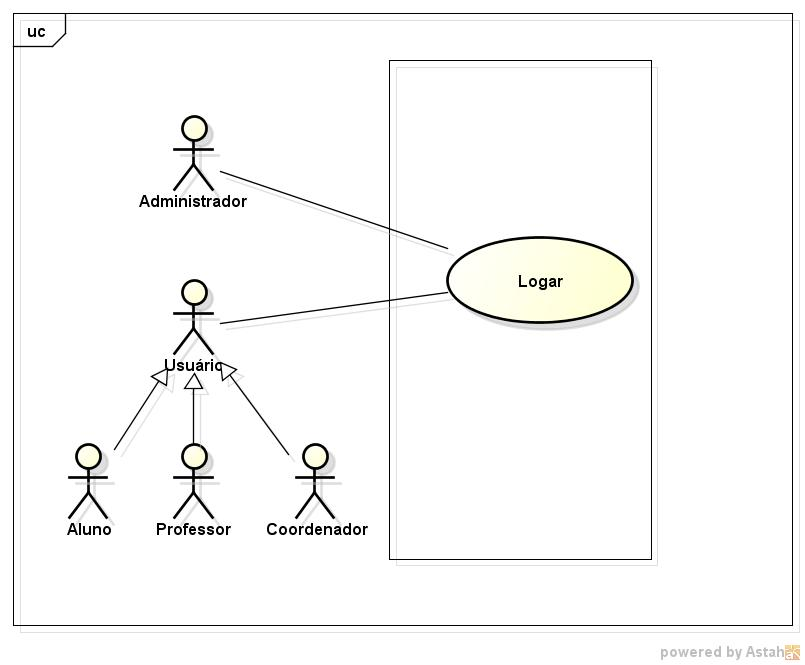 uc
Administrador
Logar
Usuário
Aluno
Professor
Coordenador
powered by Astah